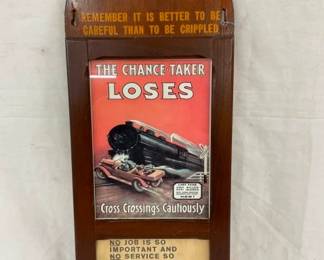 REMEMBER IT IS BETTER TO BE
CAREFUL THAN TO BE CRIPPLED
THE CHANCE TAKER
LOSES
Cross Crossings Cautiously
NO JOB IS SO
IMPORTANT AND
NO SERVICE SO